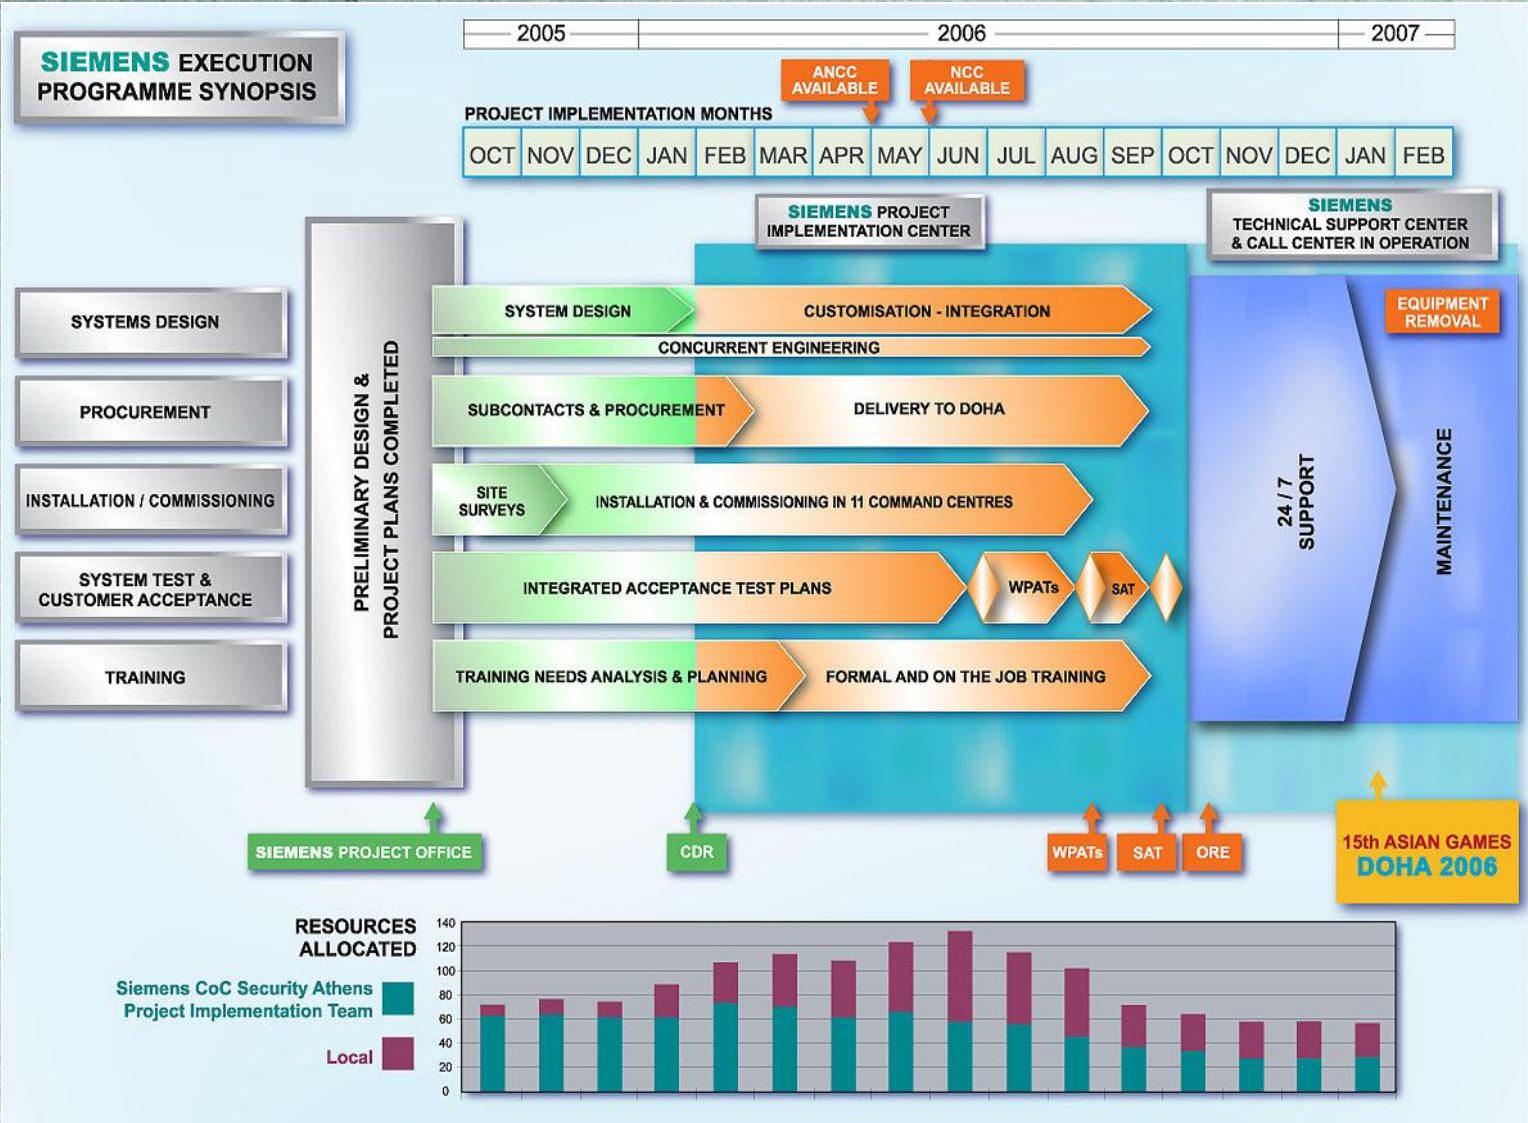 SIEMENS EXECUTION
PROGRAMME SYNOPSIS
2005
2006
2007
ANCC
AVAILABLE
NCC
AVAILABLE
PROJECT IMPLEMENTATION MONTHS
OCT NOV DEC JAN FEB MAR APR MAY JUN JUL AUG SEP OCT NOV DEC JAN FEB
SIEMENS PROJECT
IMPLEMENTATION CENTER
SIEMENS
TECHNICAL SUPPORT CENTER
& CALL CENTER IN OPERATION
PRELIMINARY DESIGN &
PROJECT PLANS COMPLETED
SYSTEMS DESIGN
SYSTEM DESIGN
CUSTOMISATION - INTEGRATION
CONCURRENT ENGINEERING
PROCUREMENT
SUBCONTACTS & PROCUREMENT
DELIVERY TO DOHA
INSTALLATION / COMMISSIONING
SITE
SURVEYS
INSTALLATION & COMMISSIONING IN 11 COMMAND CENTRES
SYSTEM TEST &
CUSTOMER ACCEPTANCE
INTEGRATED ACCEPTANCE TEST PLANS
WPATs
SAT
TRAINING
TRAINING NEEDS ANALYSIS & PLANNING
FORMAL AND ON THE JOB TRAINING
24 / 7
SUPPORT
EQUIPMENT
REMOVAL
MAINTENANCE
SIEMENS PROJECT OFFICE
CDR
WPATs
SAT
ORE
15th ASIAN GAMES
DOHA 2006
RESOURCES
ALLOCATED
Siemens CoC Security Athens
Project Implementation Team
Local
140
120
100
80
60
40
20
0